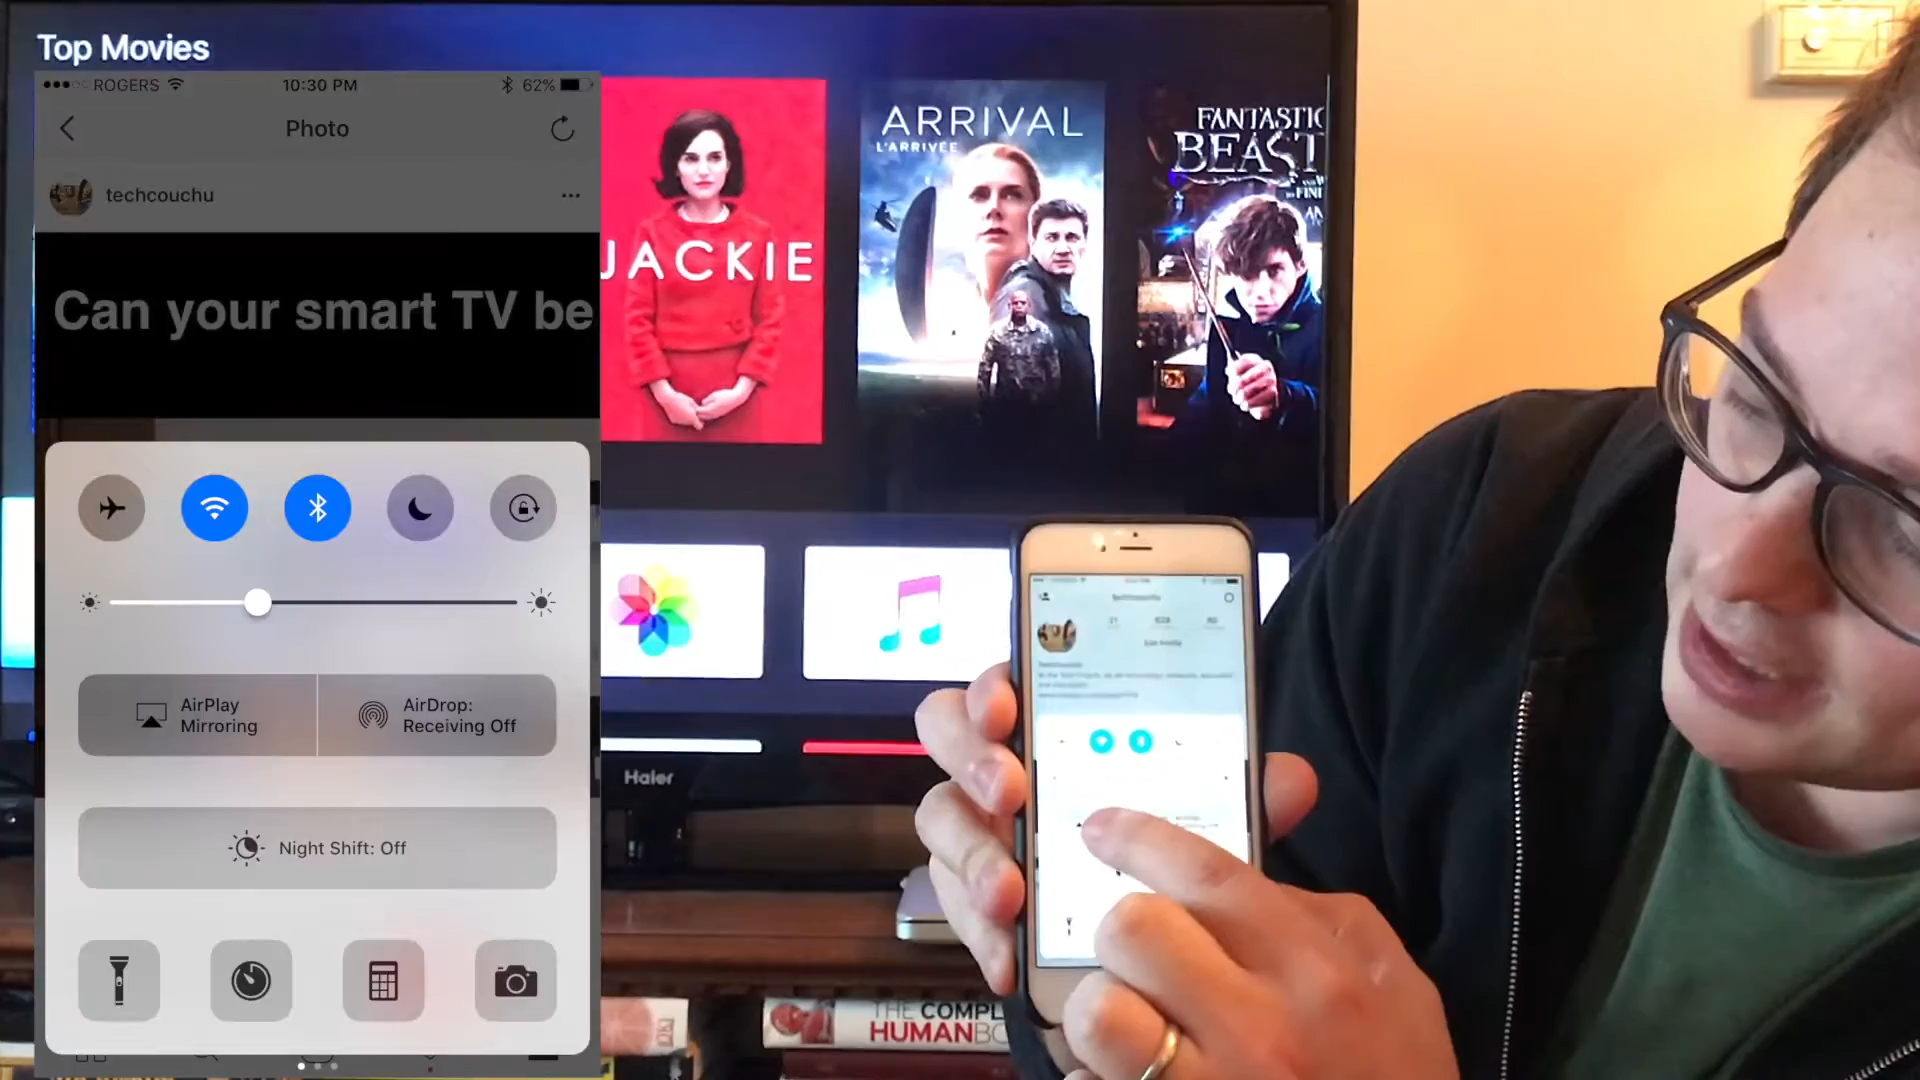 Top Movies
ROGERS
10:30 PM
62%
Photo
techcouchu
Can your smart TV be
AirPlay
Mirroring
AirDrop:
Receiving Off
Night Shift: Off
JACKIE
ARRIVAL
L'ARRIVÉE
FANTASTIC
BEAST
Haier
THE COMPL
HUMAN BO